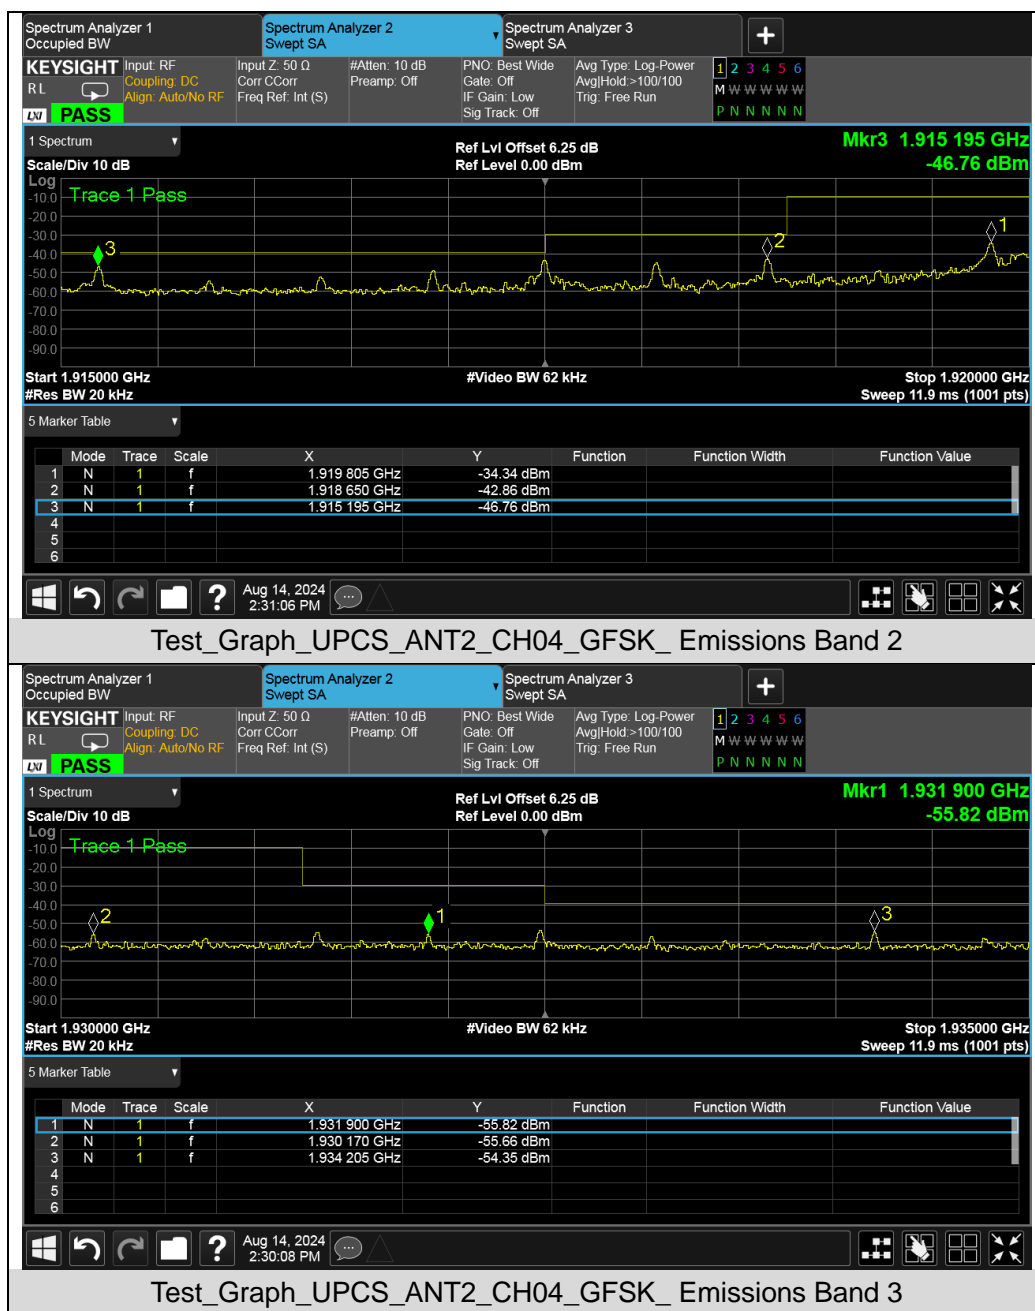 Spectrum Analyzer 1 Spectrum Analyzer 2 Spectrum Analyzer 3
Occupied BW Swept SA Swept SA
KEYSIGHT Input: RF Input Z: 50 Ω #Atten: 10 dB PNO: Best Wide Avg Type: Log-Power 1 2 3 4 5 6
RL Coupling: DC Corr CCorr Preamp: Off Gate: Off Avg|Hold:>100/100 M W W W W W
Align: Auto/No RF Freq Ref: Int (S) IF Gain: Low Trig: Free Run
LXI PASS Sig Track: Off P N N N N N
1 Spectrum Ref Lvl Offset 6.25 dB Mkr3 1.915 195 GHz
Scale/Div 10 dB Ref Level 0.00 dBm -46.76 dBm
Log
Trace 1 Pass
-10.0
-20.0
-30.0
-40.0
-50.0
-60.0
-70.0
-80.0
-90.0
3
2
1
Start 1.915000 GHz #Video BW 62 kHz Stop 1.920000 GHz
#Res BW 20 kHz Sweep 11.9 ms (1001 pts)
5 Marker Table
Mode Trace Scale X Y Function Function Width Function Value
1 N 1 f 1.919 805 GHz -34.34 dBm
2 N 1 f 1.918 650 GHz -42.86 dBm
3 N 1 f 1.915 195 GHz -46.76 dBm
4
5
6
? Aug 14, 2024
2:31:06 PM
Test_Graph_UPCS_ANT2_CH04_GFSK_ Emissions Band 2
Spectrum Analyzer 1 Spectrum Analyzer 2 Spectrum Analyzer 3
Occupied BW Swept SA Swept SA
KEYSIGHT Input: RF Input Z: 50 Ω #Atten: 10 dB PNO: Best Wide Avg Type: Log-Power 1 2 3 4 5 6
RL Coupling: DC Corr CCorr Preamp: Off Gate: Off Avg|Hold:>100/100 M W W W W W
Align: Auto/No RF Freq Ref: Int (S) IF Gain: Low Trig: Free Run
LXI PASS Sig Track: Off P N N N N N
1 Spectrum Ref Lvl Offset 6.25 dB Mkr1 1.931 900 GHz
Scale/Div 10 dB Ref Level 0.00 dBm -55.82 dBm
Log
Trace 1 Pass
-10.0
-20.0
-30.0
-40.0
-50.0
-60.0
-70.0
-80.0
-90.0
2
1
3
Start 1.930000 GHz #Video BW 62 kHz Stop 1.935000 GHz
#Res BW 20 kHz Sweep 11.9 ms (1001 pts)
5 Marker Table
Mode Trace Scale X Y Function Function Width Function Value
1 N 1 f 1.931 900 GHz -55.82 dBm
2 N 1 f 1.930 170 GHz -55.66 dBm
3 N 1 f 1.934 205 GHz -54.35 dBm
4
5
6
? Aug 14, 2024
2:30:08 PM
Test_Graph_UPCS_ANT2_CH04_GFSK_ Emissions Band 3